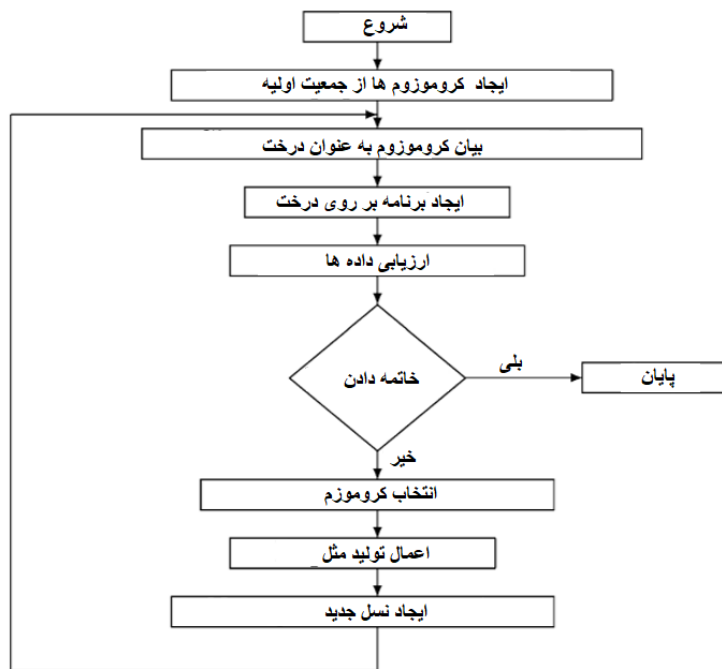 شروع
ایجاد کروموزوم ها از جمعیت اولیه
بیان کروموزوم به عنوان درخت
ایجاد برنامه بر روی درخت
ارزیابی داده ها
خاتمه دادن
بلی
پایان
خیر
انتخاب کروموزم
اعمال تولید مثل
ایجاد نسل جدید